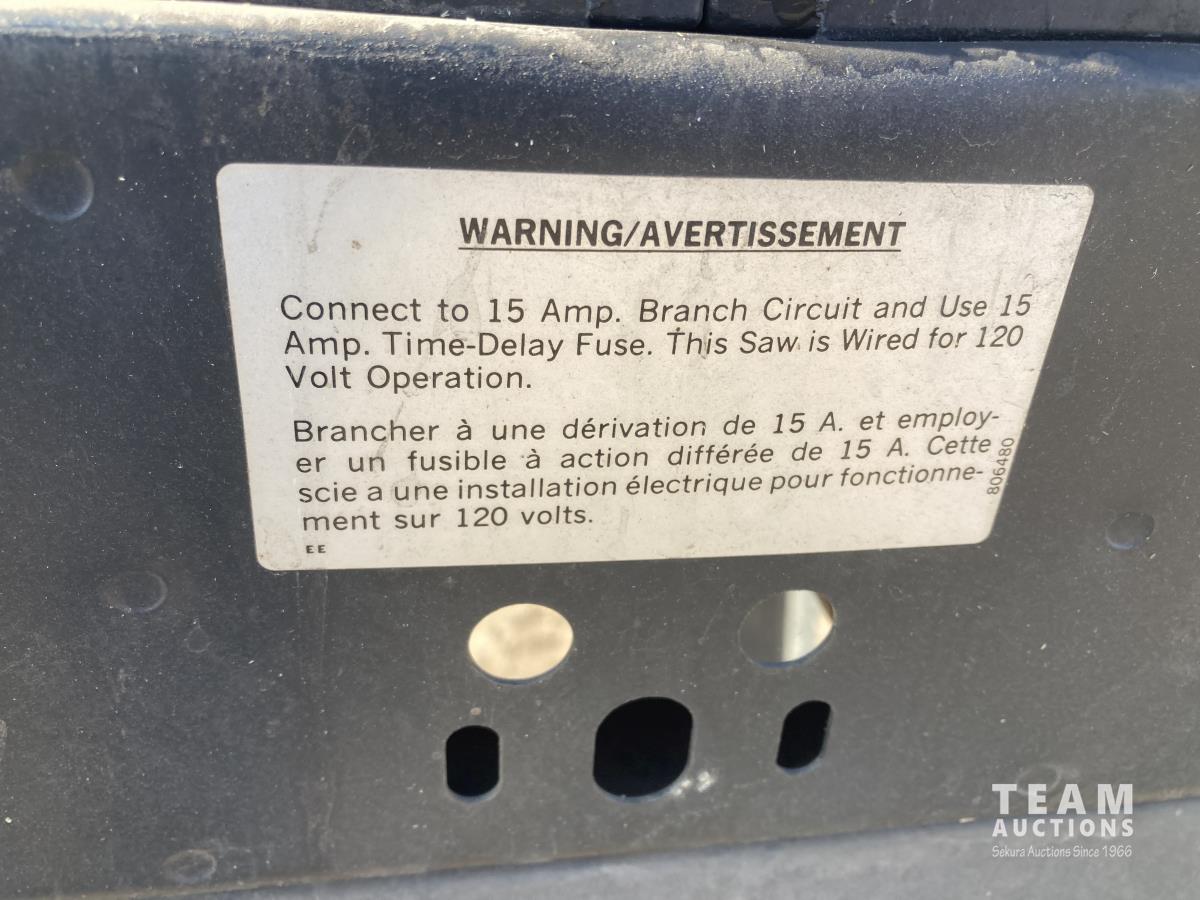 WARNING/AVERTISSEMENT
Connect to 15 Amp. Branch Circuit and Use 15
Amp. Time-Delay Fuse. This Saw is Wired for 120
Volt Operation.
Brancher à une dérivation de 15 A. et employ-
er un fusible à action différée de 15 A. Cette
scie a une installation électrique pour fonctionne-
ment sur 120 volts.
806480
EE
TEAM
AUCTIONS
Sekura Auctions Since 1966